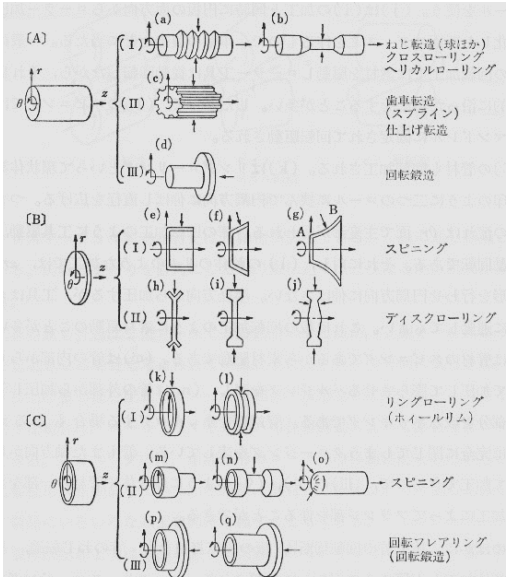 [A]
(a)
(b)
(I)
ねじ転造(球ほか)
クロスローリング
ヘリカルローリング
r
θ
z
(c)
(II)
歯車転造
(スプライン)
仕上げ転造
(d)
(III)
回転鍛造
[B]
(e)
(f)
(g)
A
B
(I)
スピニング
r
θ
z
(h)
(i)
(j)
(II)
ディスクローリング
(k)
(l)
(I)
リングローリング
(ホィールリム)
[C]
r
θ
z
(m)
(n)
(o)
(II)
スピニング
(p)
(q)
(III)
回転フレアリング
(回転鍛造)